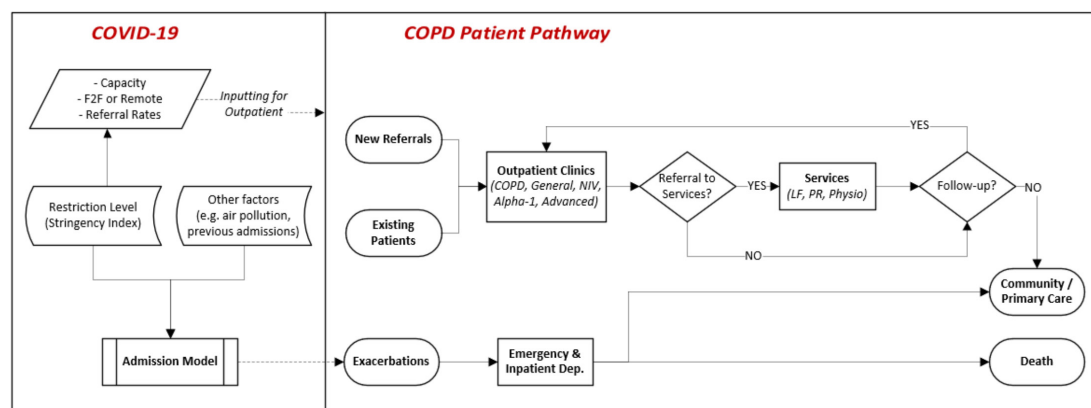 COVID-19
- Capacity
- F2F or Remote
- Referral Rates
Inputting for
Outpatient
Restriction Level
(Stringency Index)
Other factors
(e.g. air pollution,
previous admissions)
Admission Model
COPD Patient Pathway
New Referrals
Existing
Patients
Outpatient Clinics
(COPD, General, NIV,
Alpha-1, Advanced)
Referral to
Services?
YES
Services
(LF, PR, Physio)
Follow-up?
YES
NO
NO
Community /
Primary Care
Exacerbations
Emergency &
Inpatient Dep.
Death